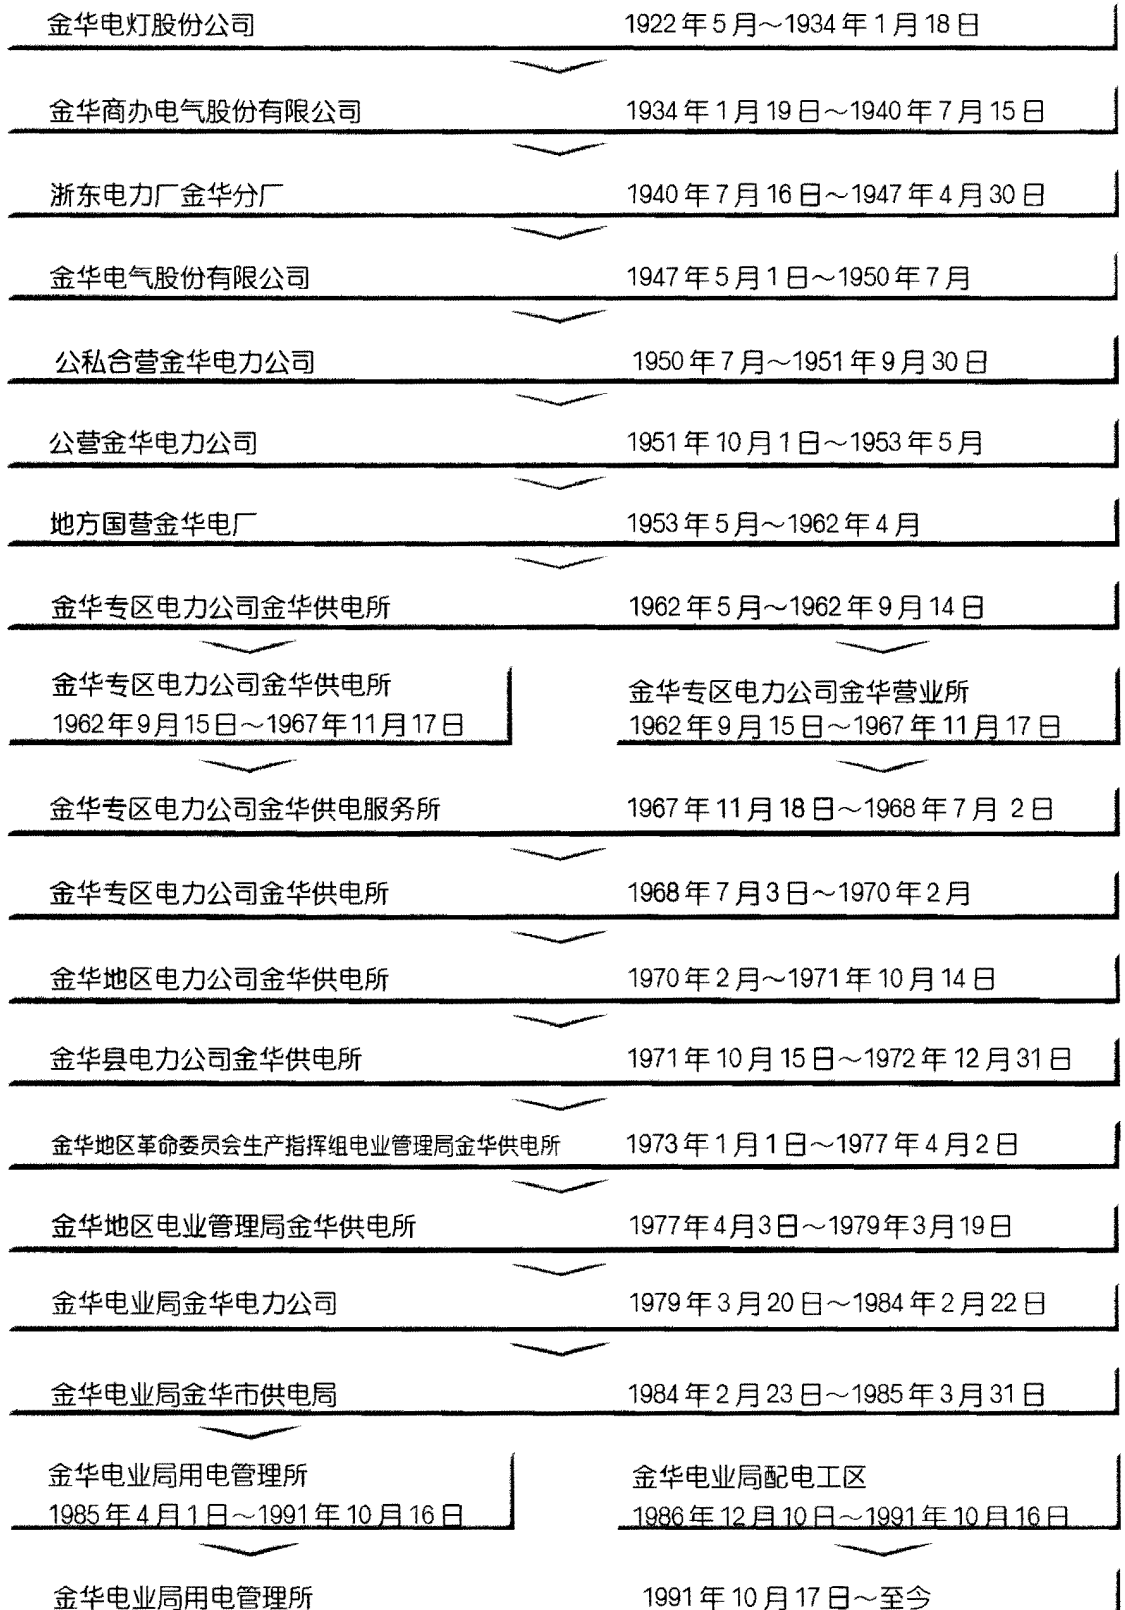 金华电灯股份公司 1922年5月～1934年1月18日
金华商办电气股份有限公司 1934年1月19日～1940年7月15日
浙东电力厂金华分厂 1940年7月16日～1947年4月30日
金华电气股份有限公司 1947年5月1日～1950年7月
公私合营金华电力公司 1950年7月～1951年9月30日
公营金华电力公司 1951年10月1日～1953年5月
地方国营金华电厂 1953年5月～1962年4月
金华专区电力公司金华供电所 1962年5月～1962年9月14日
金华专区电力公司金华供电所
1962年9月15日～1967年11月17日
金华专区电力公司金华营业所
1962年9月15日～1967年11月17日
金华专区电力公司金华供电服务所 1967年11月18日～1968年7月2日
金华专区电力公司金华供电所 1968年7月3日～1970年2月
金华地区电力公司金华供电所 1970年2月～1971年10月14日
金华县电力公司金华供电所 1971年10月15日～1972年12月31日
金华地区革命委员会生产指挥组电业管理局金华供电所 1973年1月1日～1977年4月2日
金华地区电业管理局金华供电所 1977年4月3日～1979年3月19日
金华电业局金华电力公司 1979年3月20日～1984年2月22日
金华电业局金华市供电局 1984年2月23日～1985年3月31日
金华电业局用电管理所
1985年4月1日～1991年10月16日
金华电业局配电工区
1986年12月10日～1991年10月16日
金华电业局用电管理所 1991年10月17日～至今